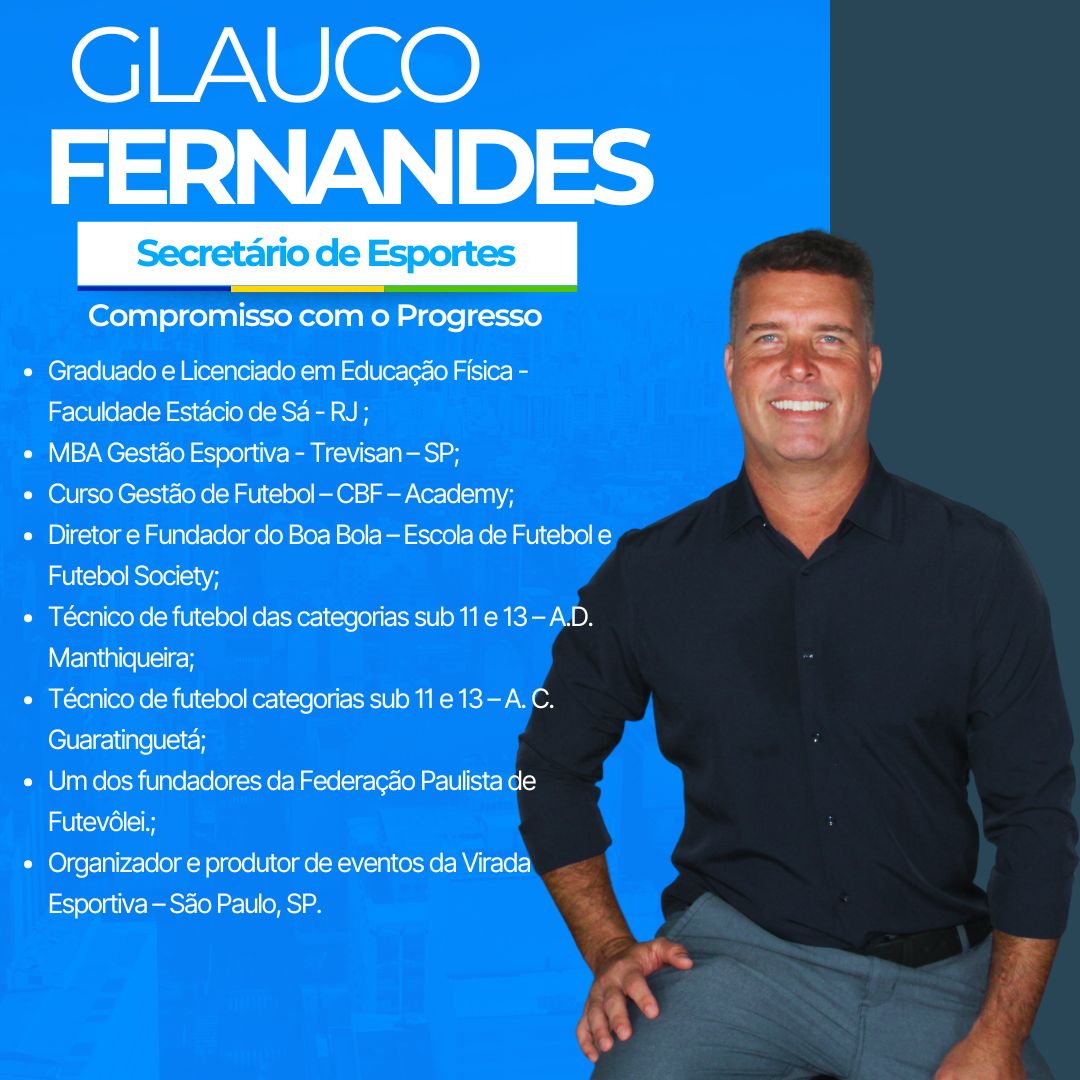 GLAUCO
FERNANDES
Secretário de Esportes
Compromisso com o Progresso
• Graduado e Licenciado em Educação Física -
Faculdade Estácio de Sá - RJ ;
• MBA Gestão Esportiva - Trevisan – SP;
• Curso Gestão de Futebol – CBF – Academy;
• Diretor e Fundador do Boa Bola – Escola de Futebol e
Futebol Society;
• Técnico de futebol das categorias sub 11 e 13 – A.D.
Manthiqueira;
• Técnico de futebol categorias sub 11 e 13 – A. C.
Guaratinguetá;
• Um dos fundadores da Federação Paulista de
Futevôlei.;
• Organizador e produtor de eventos da Virada
Esportiva – São Paulo, SP.